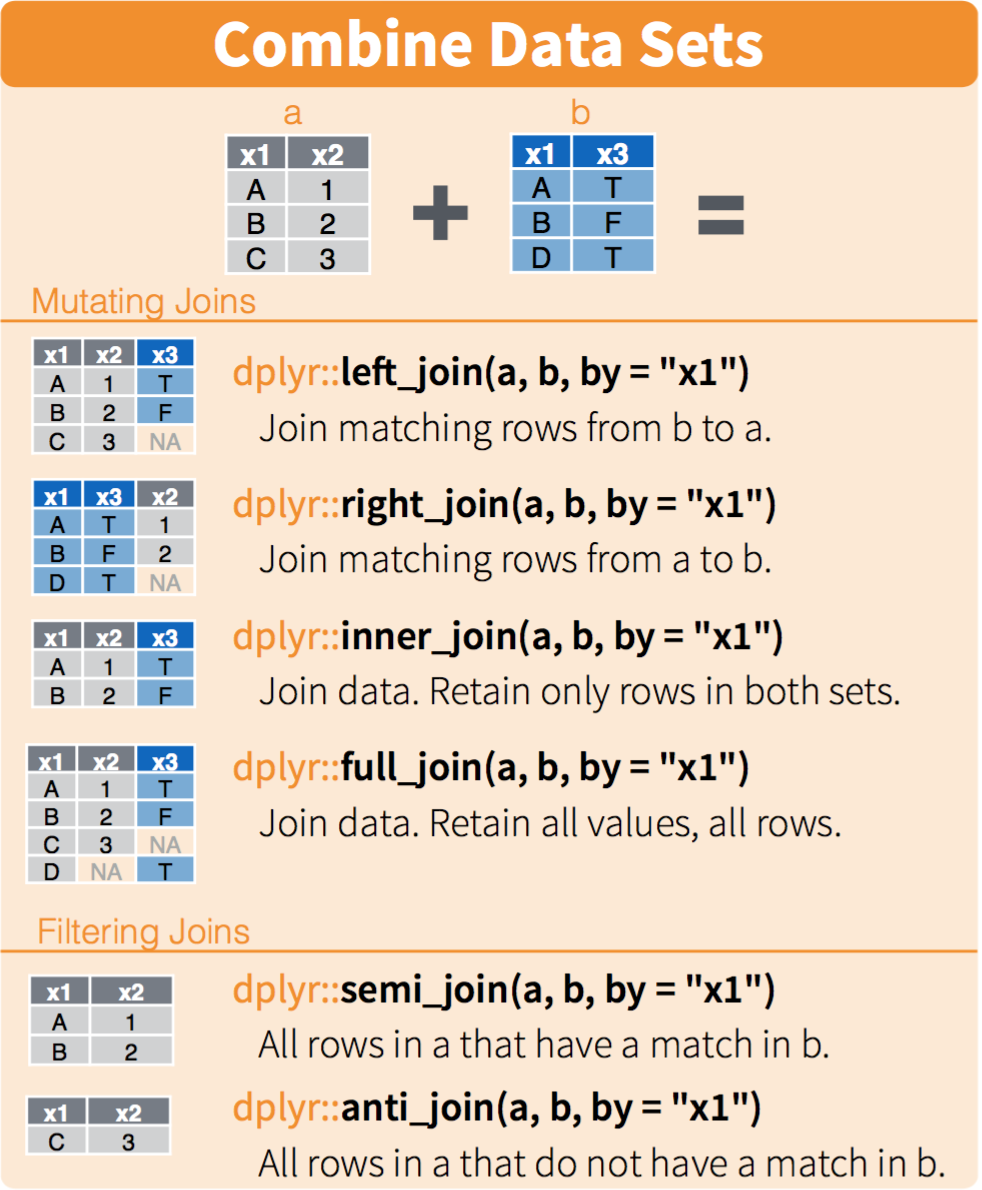 Combine Data Sets
a b
x1 x2 x1 x3
A 1 A T
B 2 + B F =
C 3 D T
Mutating Joins
x1 x2 x3
A 1 T
B 2 F
C 3 NA
dplyr::left_join(a, b, by = "x1")
Join matching rows from b to a.
x1 x3 x2
A T 1
B F 2
D T NA
dplyr::right_join(a, b, by = "x1")
Join matching rows from a to b.
x1 x2 x3
A 1 T
B 2 F
dplyr::inner_join(a, b, by = "x1")
Join data. Retain only rows in both sets.
x1 x2 x3
A 1 T
B 2 F
C 3 NA
D NA T
dplyr::full_join(a, b, by = "x1")
Join data. Retain all values, all rows.
Filtering Joins
x1 x2
A 1
B 2
dplyr::semi_join(a, b, by = "x1")
All rows in a that have a match in b.
x1 x2
C 3
dplyr::anti_join(a, b, by = "x1")
All rows in a that do not have a match in b.